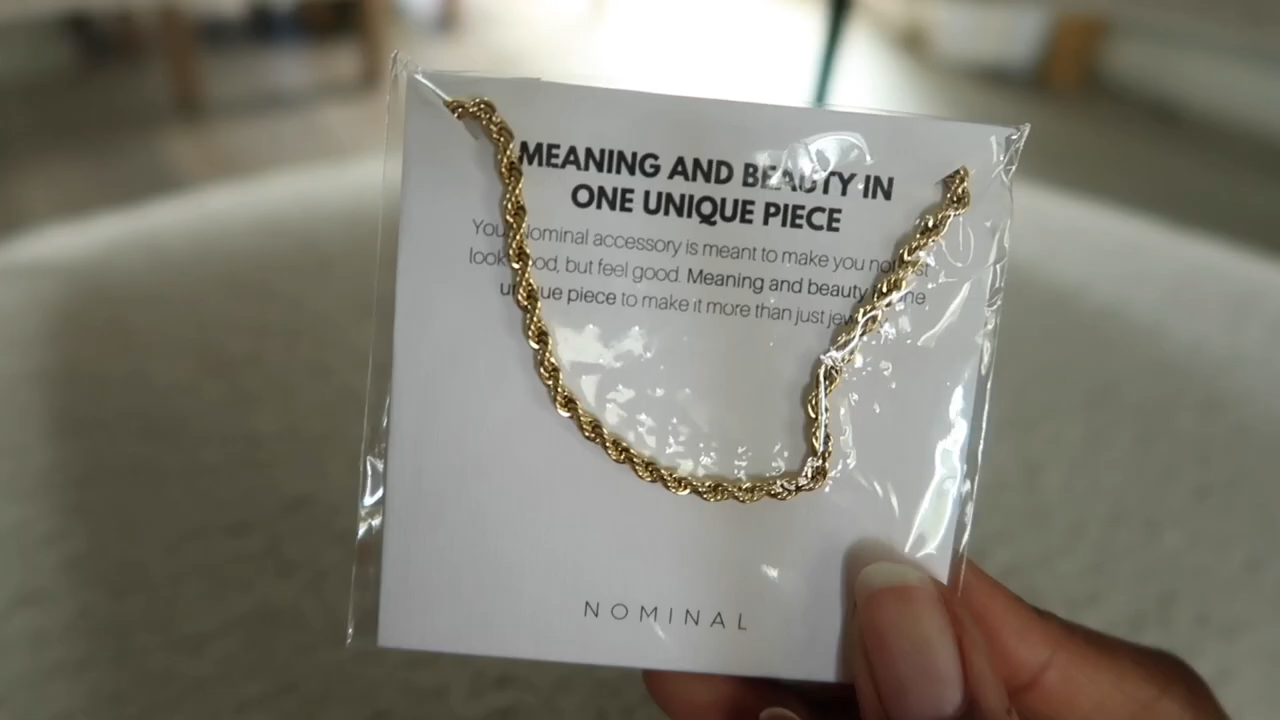 MEANING AND BEAUTY IN
ONE UNIQUE PIECE
Your Nominal accessory is meant to make you not just
look good, but feel good. Meaning and beauty in one
unique piece to make it more than just
NOMINAL